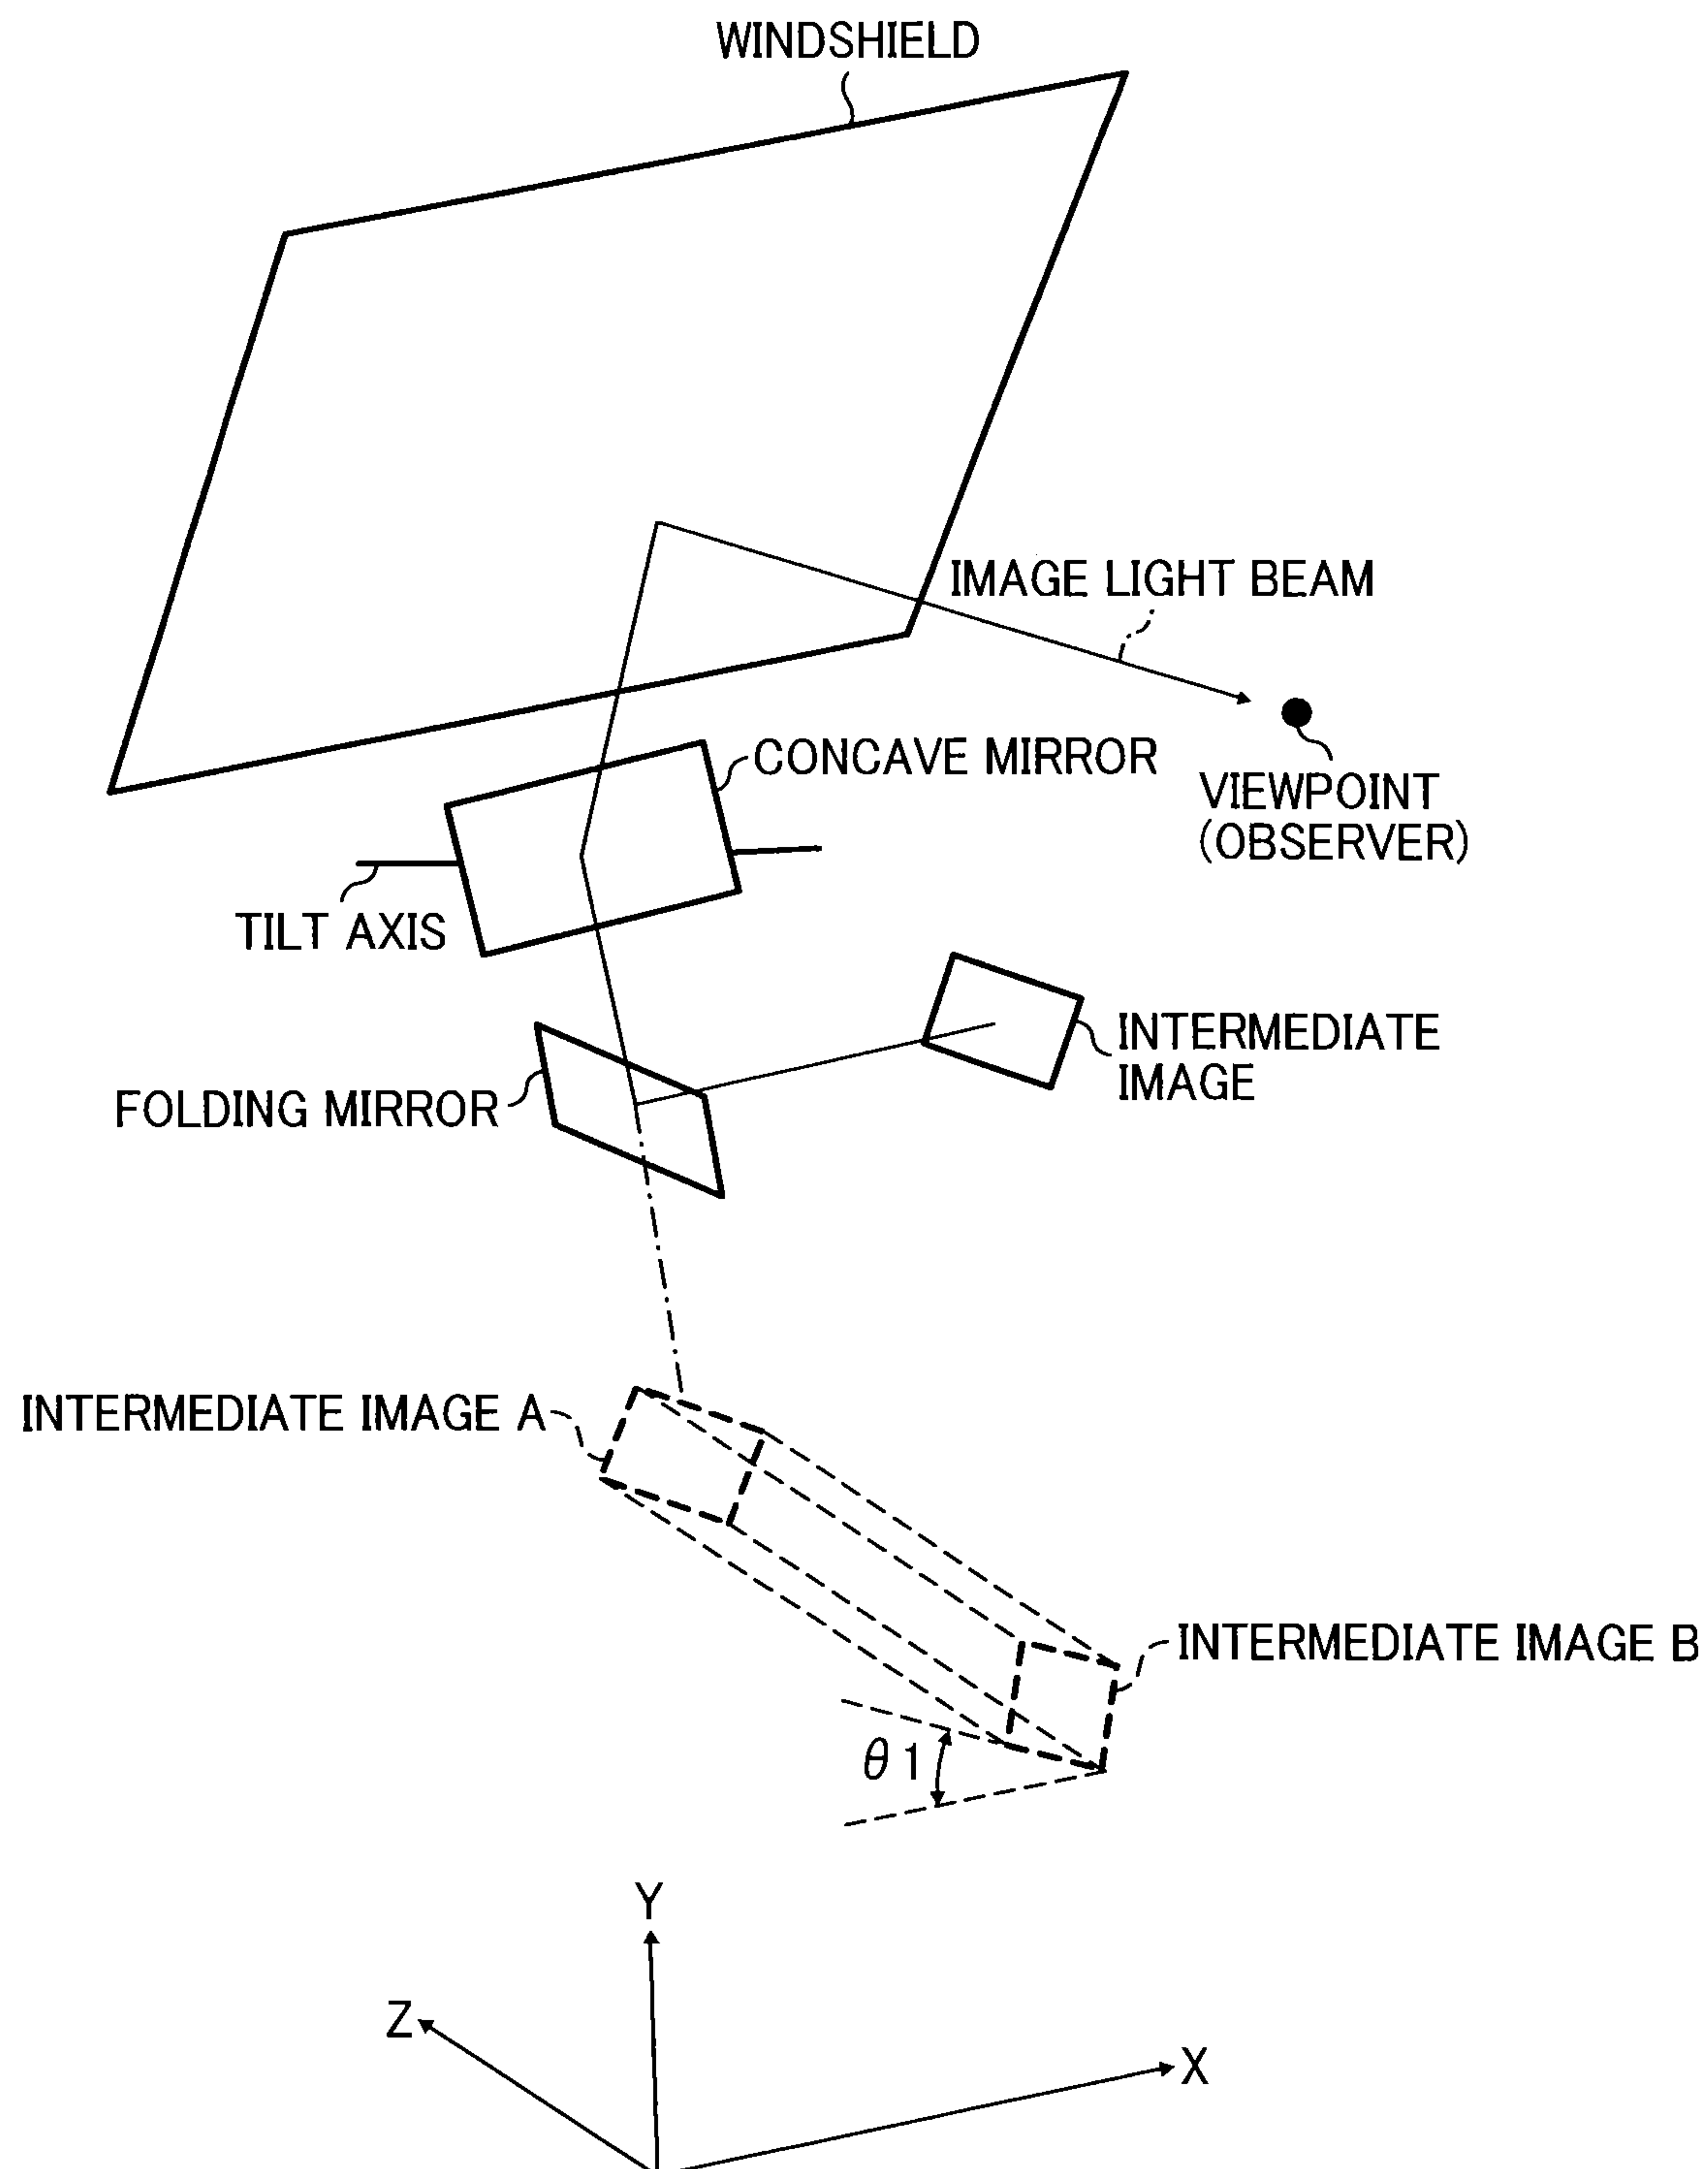 WINDSHIELD
IMAGE LIGHT BEAM
CONCAVE MIRROR
VIEWPOINT
(OBSERVER)
TILT AXIS
INTERMEDIATE
IMAGE
FOLDING MIRROR
INTERMEDIATE IMAGE A
INTERMEDIATE IMAGE B
θ1
Y
Z
X